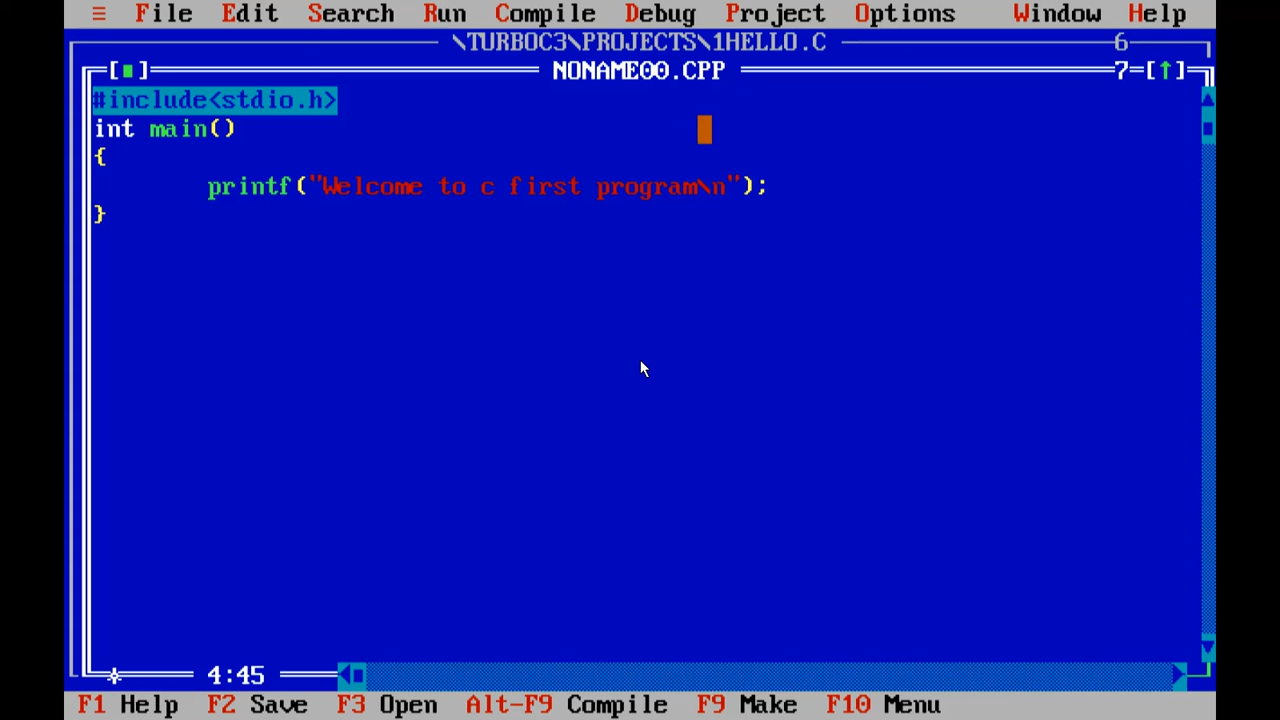 ≡ File Edit Search Run Compile Debug Project Options Window Help
\TURBOC3\PROJECTS\1HELLO.C 6
[■] NONAME00.CPP 7=[↑]
#include<stdio.h>
int main()
{
printf("Welcome to c first program\n");
}
4:45
F1 Help F2 Save F3 Open Alt-F9 Compile F9 Make F10 Menu